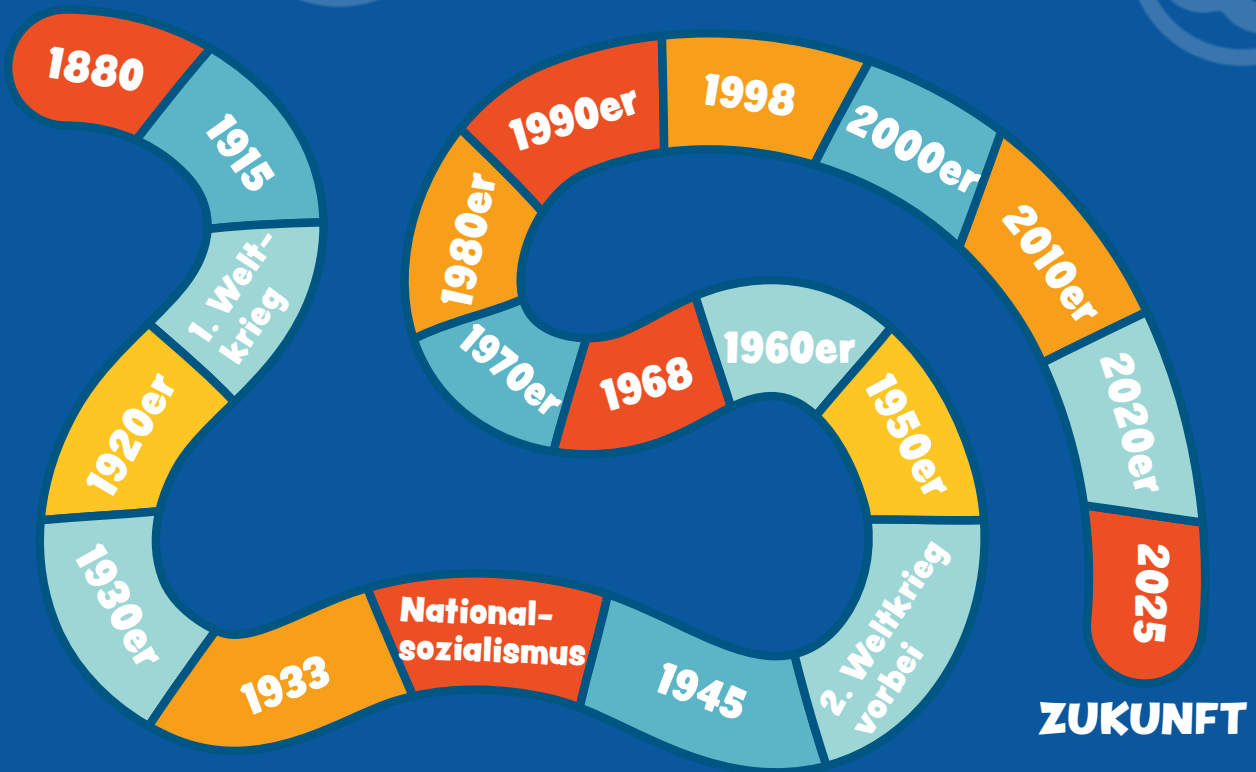 1880
1915
1. Welt-
krieg
1920er
1930er
1933
National-
sozialismus
1945
2. Weltkrieg
vorbei
1950er
1960er
1968
1970er
1980er
1990er
1998
2000er
2010er
2020er
2025
ZUKUNFT